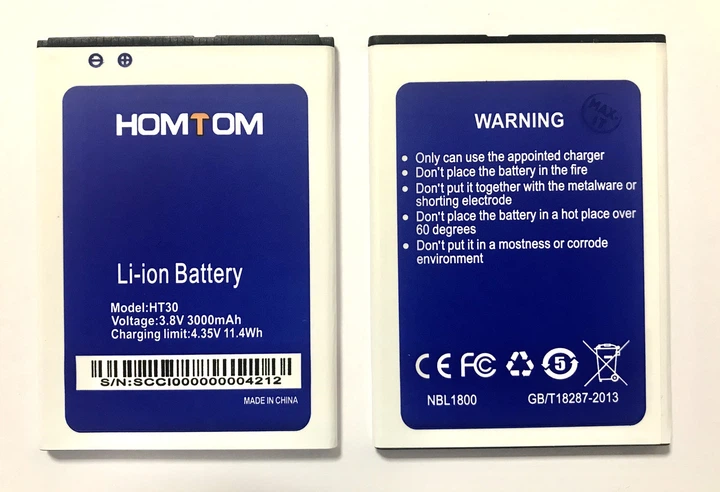 HOMTOM
Li-ion Battery
Model:HT30
Voltage:3.8V 3000mAh
Charging limit:4.35V 11.4Wh
S/N:SCCI000000004212
MADE IN CHINA
WARNING
• Only can use the appointed charger
• Don't place the battery in the fire
• Don't put it together with the metalware or
shorting electrode
• Don't place the battery in a hot place over
60 degrees
• Don't put it in a mostness or corrode
environment
CE FC 5
NBL1800 GB/T18287-2013